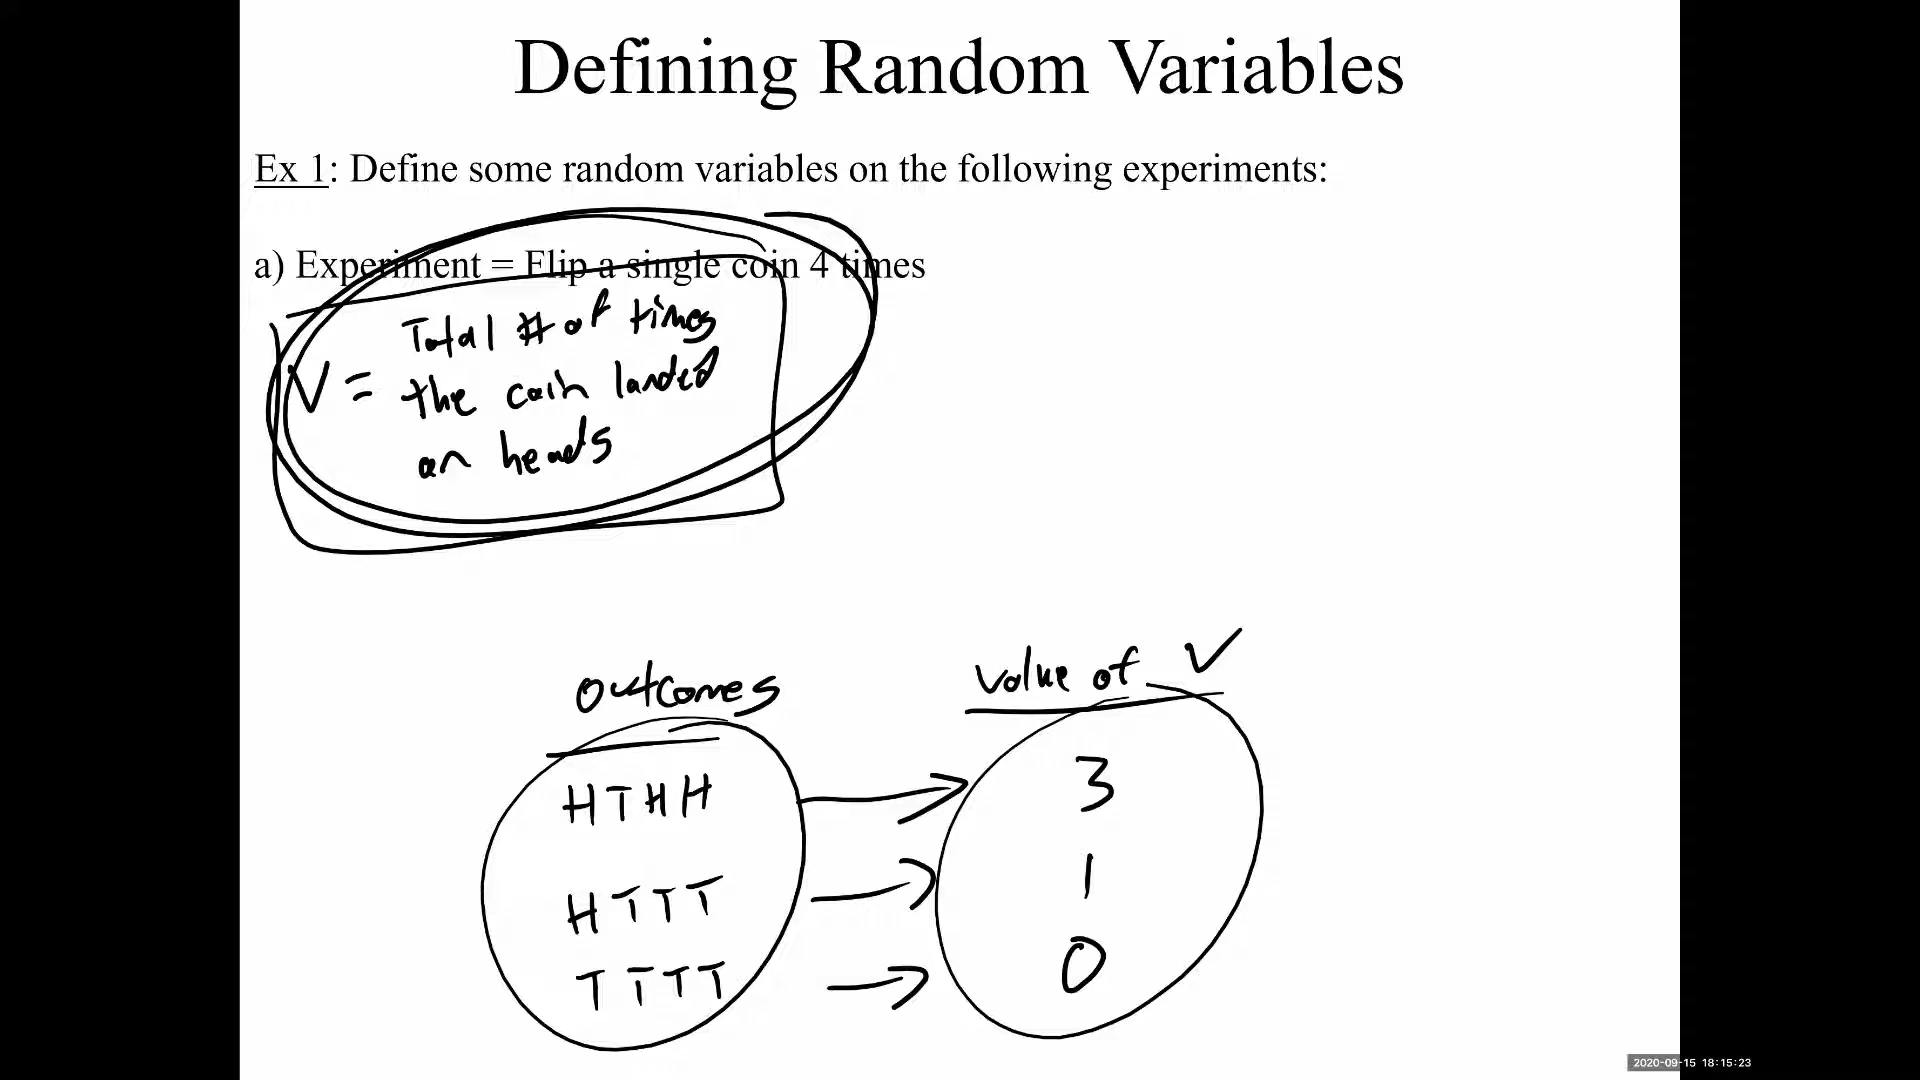 Defining Random Variables
Ex 1: Define some random variables on the following experiments:
a) Experiment = Flip a single coin 4 times
Total # of times
V = the coin landed
on heads
outcomes value of V
HTHH 3
HTTT 1
TTTT 0
2020-09-15 18:15:23